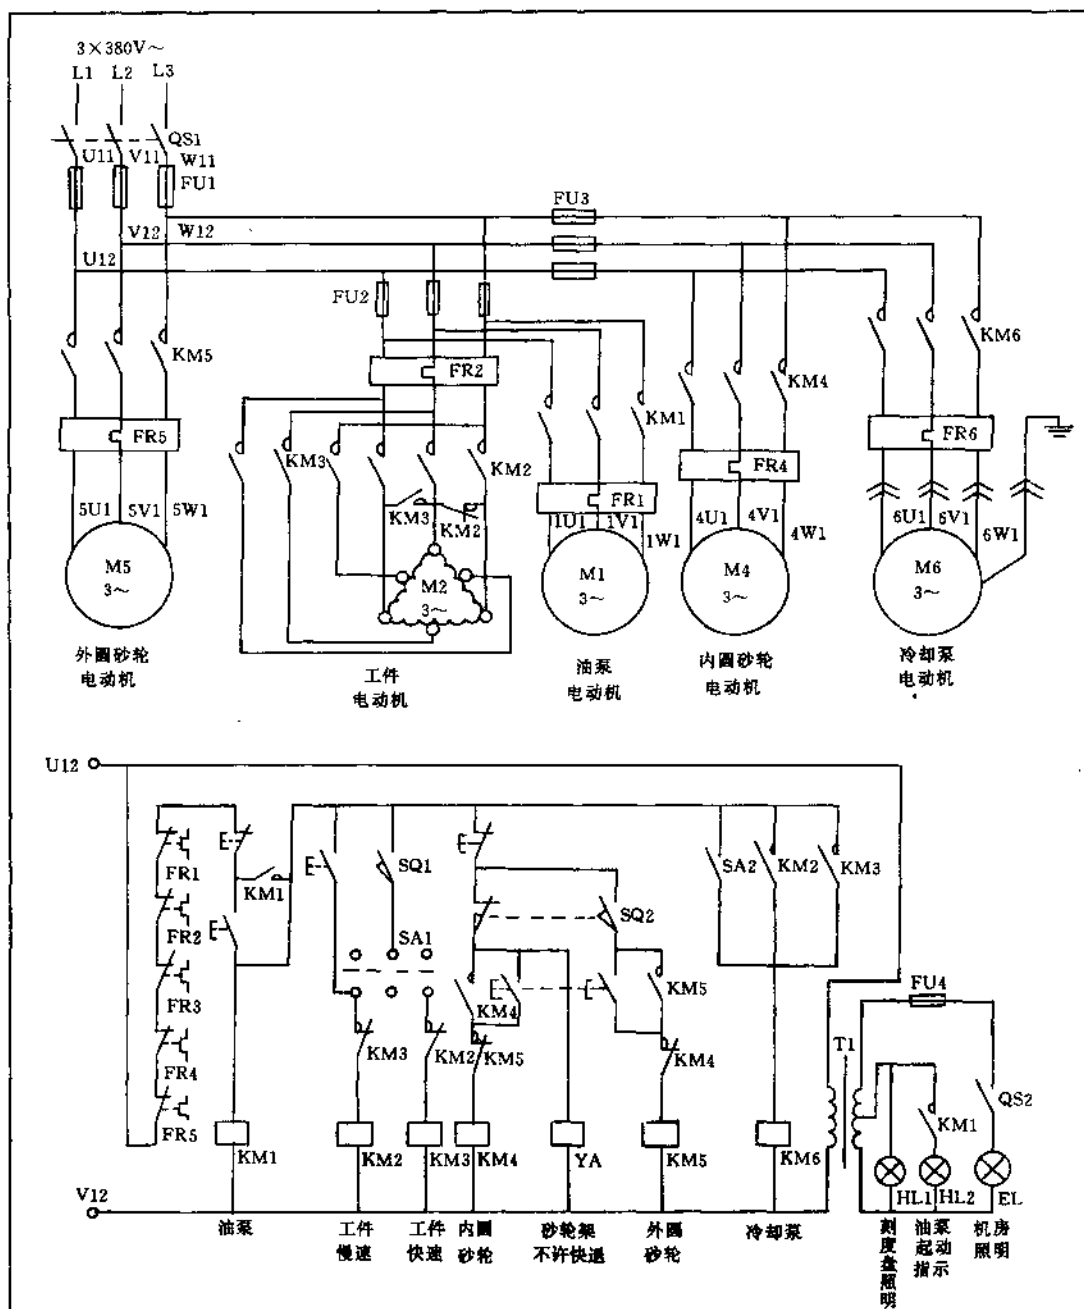 3×380V~
L1 L2 L3
QS1
U11 V11 W11
FU1
FU3
V12 W12
U12
FU2
KM5
KM6
FR2
KM4
KM1
FR5
KM3
KM2
FR4
FR6
KM3
KM2
FR1
5U1 5V1 5W1
1U1 1V1 1W1
4U1 4V1 4W1
6U1 6V1 6W1
M5
3~
M2
3~
M1
3~
M4
3~
M6
3~
外圆砂轮
电动机
工件
电动机
油泵
电动机
内圆砂轮
电动机
冷却泵
电动机
U12
FR1
KM1
SQ1
SA2 KM2 KM3
FR2
SQ2
SA1
FR3
KM4
KM5
FU4
FR4
KM3 KM2 KM5
KM4
T1
QS2
KM1
FR5
KM1 KM2 KM3 KM4 YA KM5 KM6
HL1 HL2 EL
V12
油泵
工件
慢速
工件
快速
内圆
砂轮
砂轮架
不许快退
外圆
砂轮
冷却泵
刻度盘照明
油泵
起动
指示
机房
照明